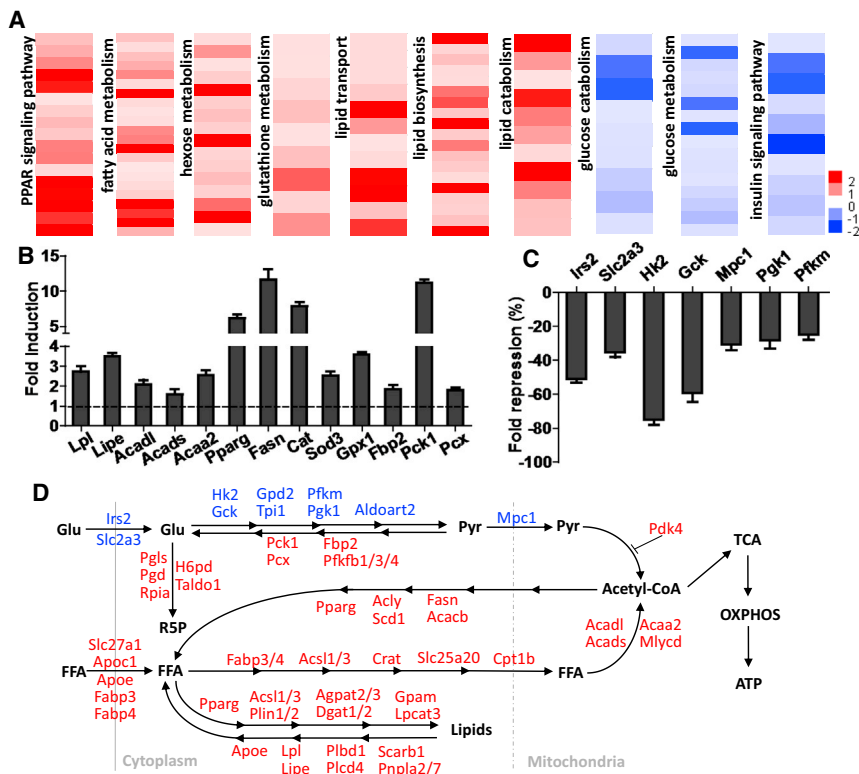 A
PPAR signaling pathway
fatty acid metabolism
hexose metabolism
glutathione metabolism
lipid transport
lipid biosynthesis
lipid catabolism
glucose catabolism
glucose metabolism
insulin signaling pathway
2
1
0
-1
-2
B
Fold Induction
15
10
5
4
3
2
1
0
Lpl
Lipe
Acadl
Acads
Acaa2
Pparg
Fasn
Cat
Sod3
Gpx1
Fbp2
Pck1
Pcx
C
Irs2
Slc2a3
Hk2
Gck
Mpc1
Pgk1
Pfkm
Fold repression (%)
0
-20
-40
-60
-80
-100
D
Glu
Irs2
Slc2a3
Glu
Hk2
Gck
Gpd2
Tpi1
Pfkm
Pgk1
Aldoart2
Pck1
Pcx
Fbp2
Pfkfb1/3/4
Pyr
Mpc1
Pyr
Pdk4
TCA
Pgls
Pgd
Rpia
H6pd
Taldo1
R5P
Acetyl-CoA
Pparg
Acly
Scd1
Fasn
Acacb
OXPHOS
ATP
Acadl
Acads
Acaa2
Mlycd
Slc27a1
Apoc1
Apoe
Fabp3
Fabp4
FFA
FFA
Fabp3/4
Acsl1/3
Crat
Slc25a20
Cpt1b
FFA
Pparg
Acsl1/3
Plin1/2
Agpat2/3
Dgat1/2
Gpam
Lpcat3
Lipids
Apoe
Lpl
Lipe
Plbd1
Plcd4
Scarb1
Pnpla2/7
Cytoplasm
Mitochondria